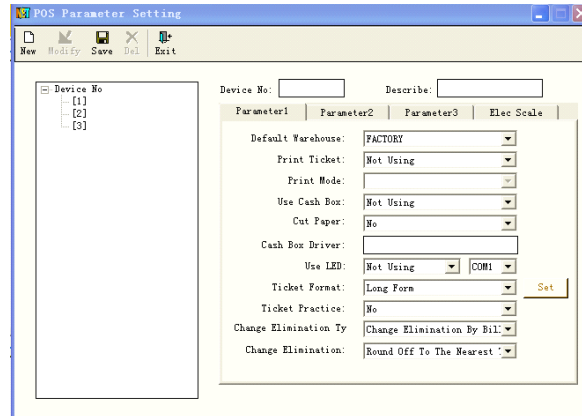 POS Parameter Setting
New Modify Save Del Exit
Device No
[1]
[2]
[3]
Device No: Describe:
Parameter1 Parameter2 Parameter3 Elec Scale
Default Warehouse: FACTORY
Print Ticket: Not Using
Print Mode:
Use Cash Box: Not Using
Cut Paper: No
Cash Box Driver:
Use LED: Not Using COM1
Ticket Format: Long Form Set
Ticket Practice: No
Change Elimination Ty Change Elimination By Bil
Change Elimination: Round Off To The Nearest